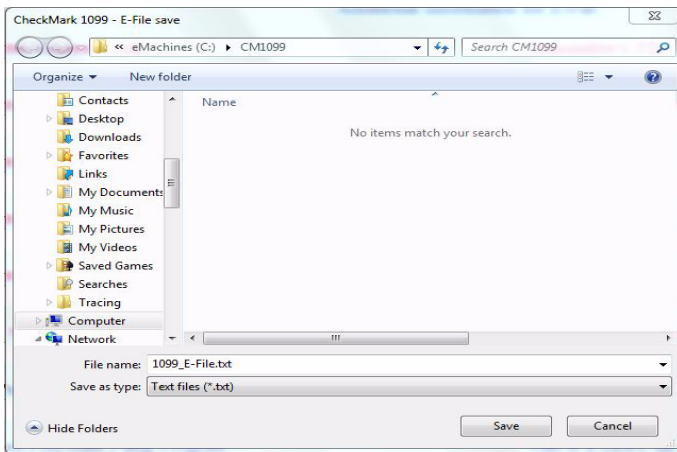 CheckMark 1099 - E-File save
« eMachines (C:) CM1099
Search CM1099
Organize New folder
Name
No items match your search.
Contacts
Desktop
Downloads
Favorites
Links
My Documents
My Music
My Pictures
My Videos
Saved Games
Searches
Tracing
Computer
Network
File name: 1099_E-File.txt
Save as type: Text files (*.txt)
Hide Folders Save Cancel